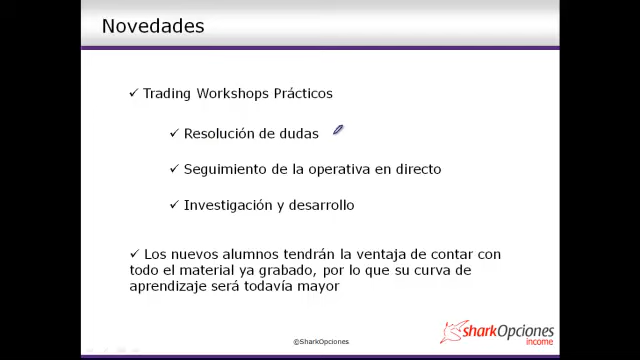 Novedades
✓ Trading Workshops Prácticos
✓ Resolución de dudas
✓ Seguimiento de la operativa en directo
✓ Investigación y desarrollo
✓ Los nuevos alumnos tendrán la ventaja de contar con
todo el material ya grabado, por lo que su curva de
aprendizaje será todavía mayor
©SharkOpciones
sharkOpciones
income